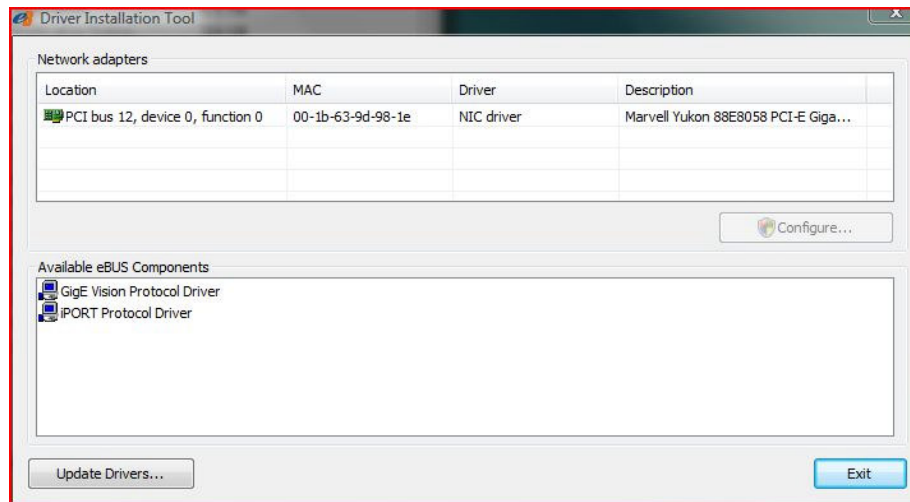 Driver Installation Tool
Network adapters
Location MAC Driver Description
PCI bus 12, device 0, function 0 00-1b-63-9d-98-1e NIC driver Marvell Yukon 88E8058 PCI-E Giga...
Configure...
Available eBUS Components
GigE Vision Protocol Driver
iPORT Protocol Driver
Update Drivers...
Exit